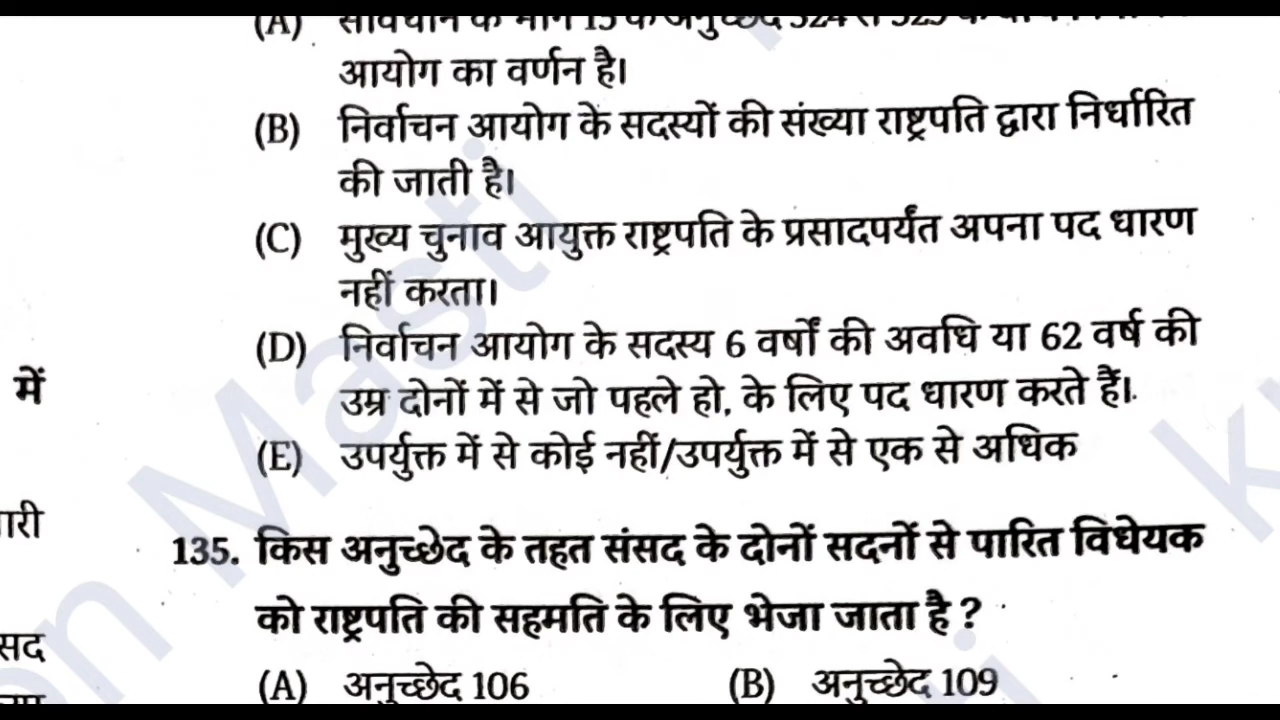 (A)
आयोग का वर्णन है।
(B) निर्वाचन आयोग के सदस्यों की संख्या राष्ट्रपति द्वारा निर्धारित
की जाती है।
(C) मुख्य चुनाव आयुक्त राष्ट्रपति के प्रसादपर्यंत अपना पद धारण
नहीं करता।
(D) निर्वाचन आयोग के सदस्य 6 वर्षों की अवधि या 62 वर्ष की
में
उम्र दोनों में से जो पहले हो, के लिए पद धारण करते हैं।
(E) उपर्युक्त में से कोई नहीं/उपर्युक्त में से एक से अधिक
135. किस अनुच्छेद के तहत संसद के दोनों सदनों से पारित विधेयक
को राष्ट्रपति की सहमति के लिए भेजा जाता है ?
(A) अनुच्छेद 106 (B) अनुच्छेद 109
Masti